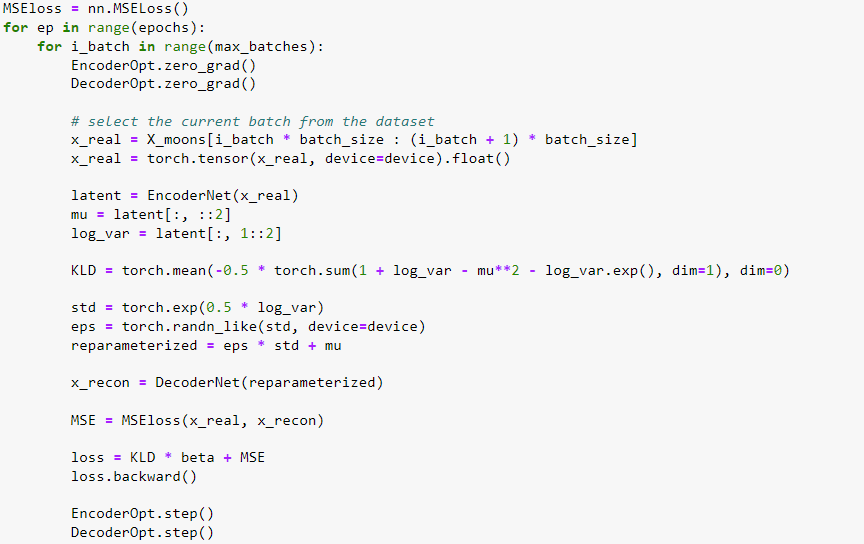 MSEloss = nn.MSELoss()
for ep in range(epochs):
    for i_batch in range(max_batches):
        EncoderOpt.zero_grad()
        DecoderOpt.zero_grad()

        # select the current batch from the dataset
        x_real = X_moons[i_batch * batch_size : (i_batch + 1) * batch_size]
        x_real = torch.tensor(x_real, device=device).float()

        latent = EncoderNet(x_real)
        mu = latent[:, ::2]
        log_var = latent[:, 1::2]

        KLD = torch.mean(-0.5 * torch.sum(1 + log_var - mu**2 - log_var.exp(), dim=1), dim=0)

        std = torch.exp(0.5 * log_var)
        eps = torch.randn_like(std, device=device)
        reparameterized = eps * std + mu

        x_recon = DecoderNet(reparameterized)

        MSE = MSEloss(x_real, x_recon)

        loss = KLD * beta + MSE
        loss.backward()

        EncoderOpt.step()
        DecoderOpt.step()